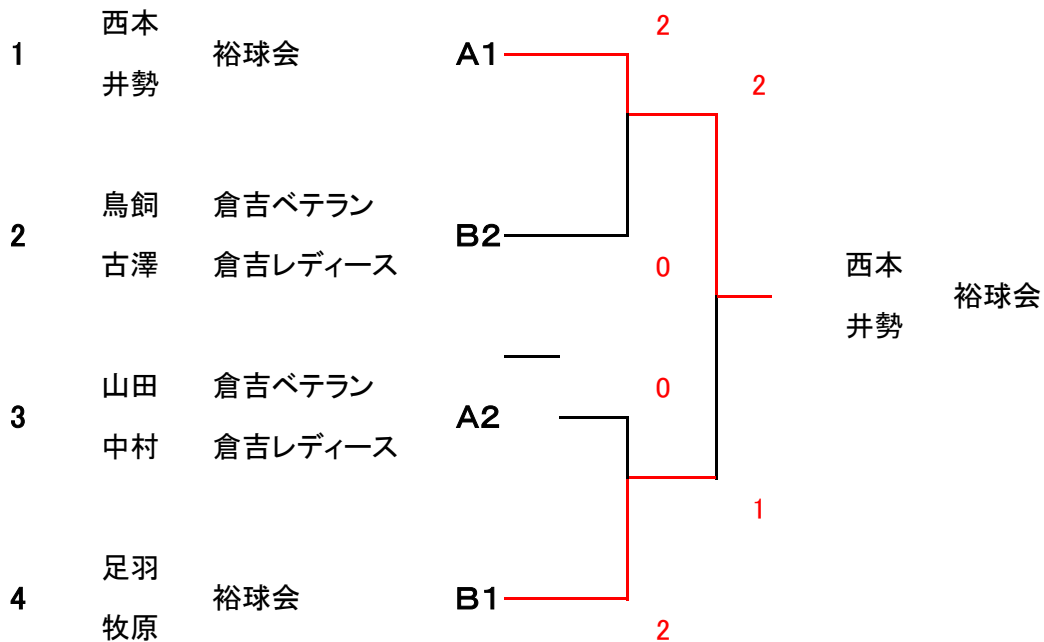 西本
2
1 裕球会 A1
井勢
2
鳥飼 倉吉ベテラン
2 B2
古澤 倉吉レディース
0
西本
裕球会
井勢
山田 倉吉ベテラン
0
3 A2
中村 倉吉レディース
1
足羽
4 裕球会 B1
牧原
2